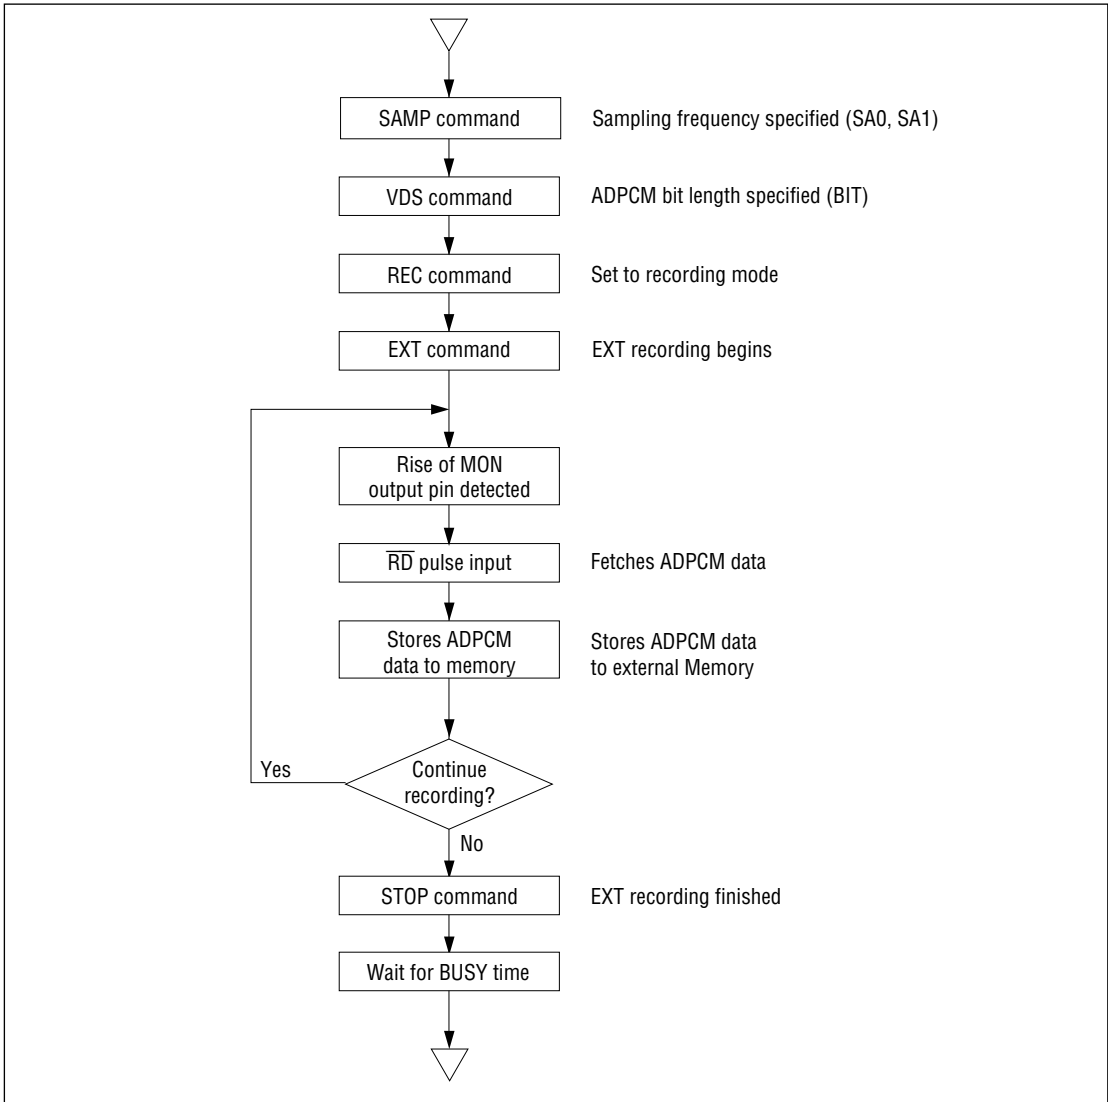 SAMP command
Sampling frequency specified (SA0, SA1)
VDS command
ADPCM bit length specified (BIT)
REC command
Set to recording mode
EXT command
EXT recording begins
Rise of MON
output pin detected
R̅D̅ pulse input
Fetches ADPCM data
Stores ADPCM
data to memory
Stores ADPCM data
to external Memory
Continue
recording?
Yes
No
STOP command
EXT recording finished
Wait for BUSY time